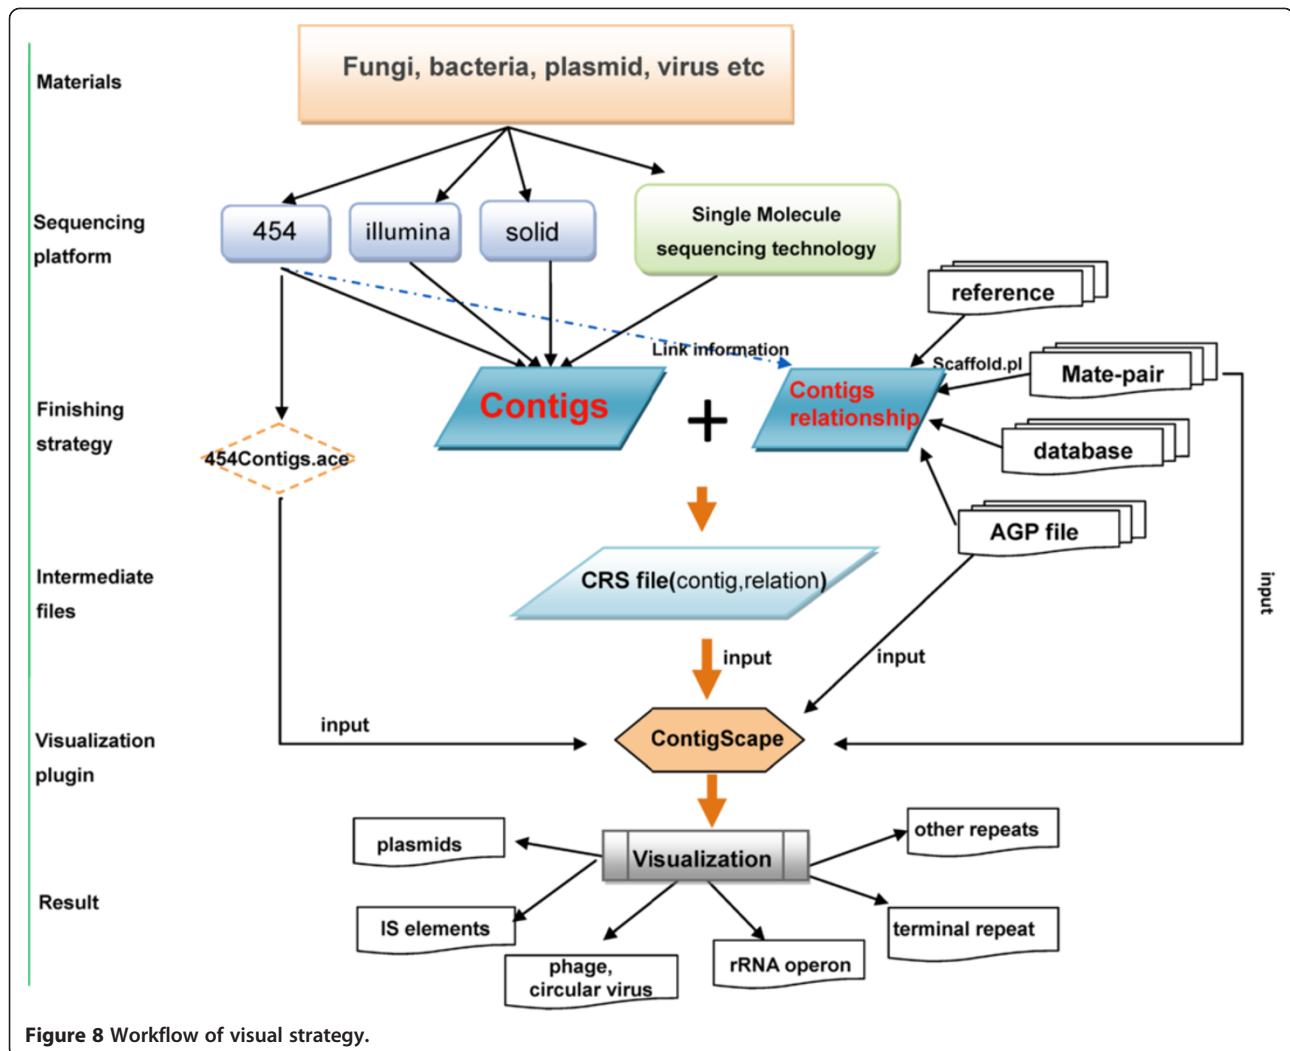 Materials
Fungi, bacteria, plasmid, virus etc
Sequencing
platform
454
illumina
solid
Single Molecule
sequencing technology
reference
Link information
Scaffold.pl
Mate-pair
Finishing
strategy
Contigs
+
Contigs
relationship
database
454Contigs.ace
AGP file
Intermediate
files
CRS file(contig,relation)
input
input
input
Visualization
plugin
input
ContigScape
Result
plasmids
Visualization
other repeats
IS elements
terminal repeat
phage,
circular virus
rRNA operon
Figure 8 Workflow of visual strategy.